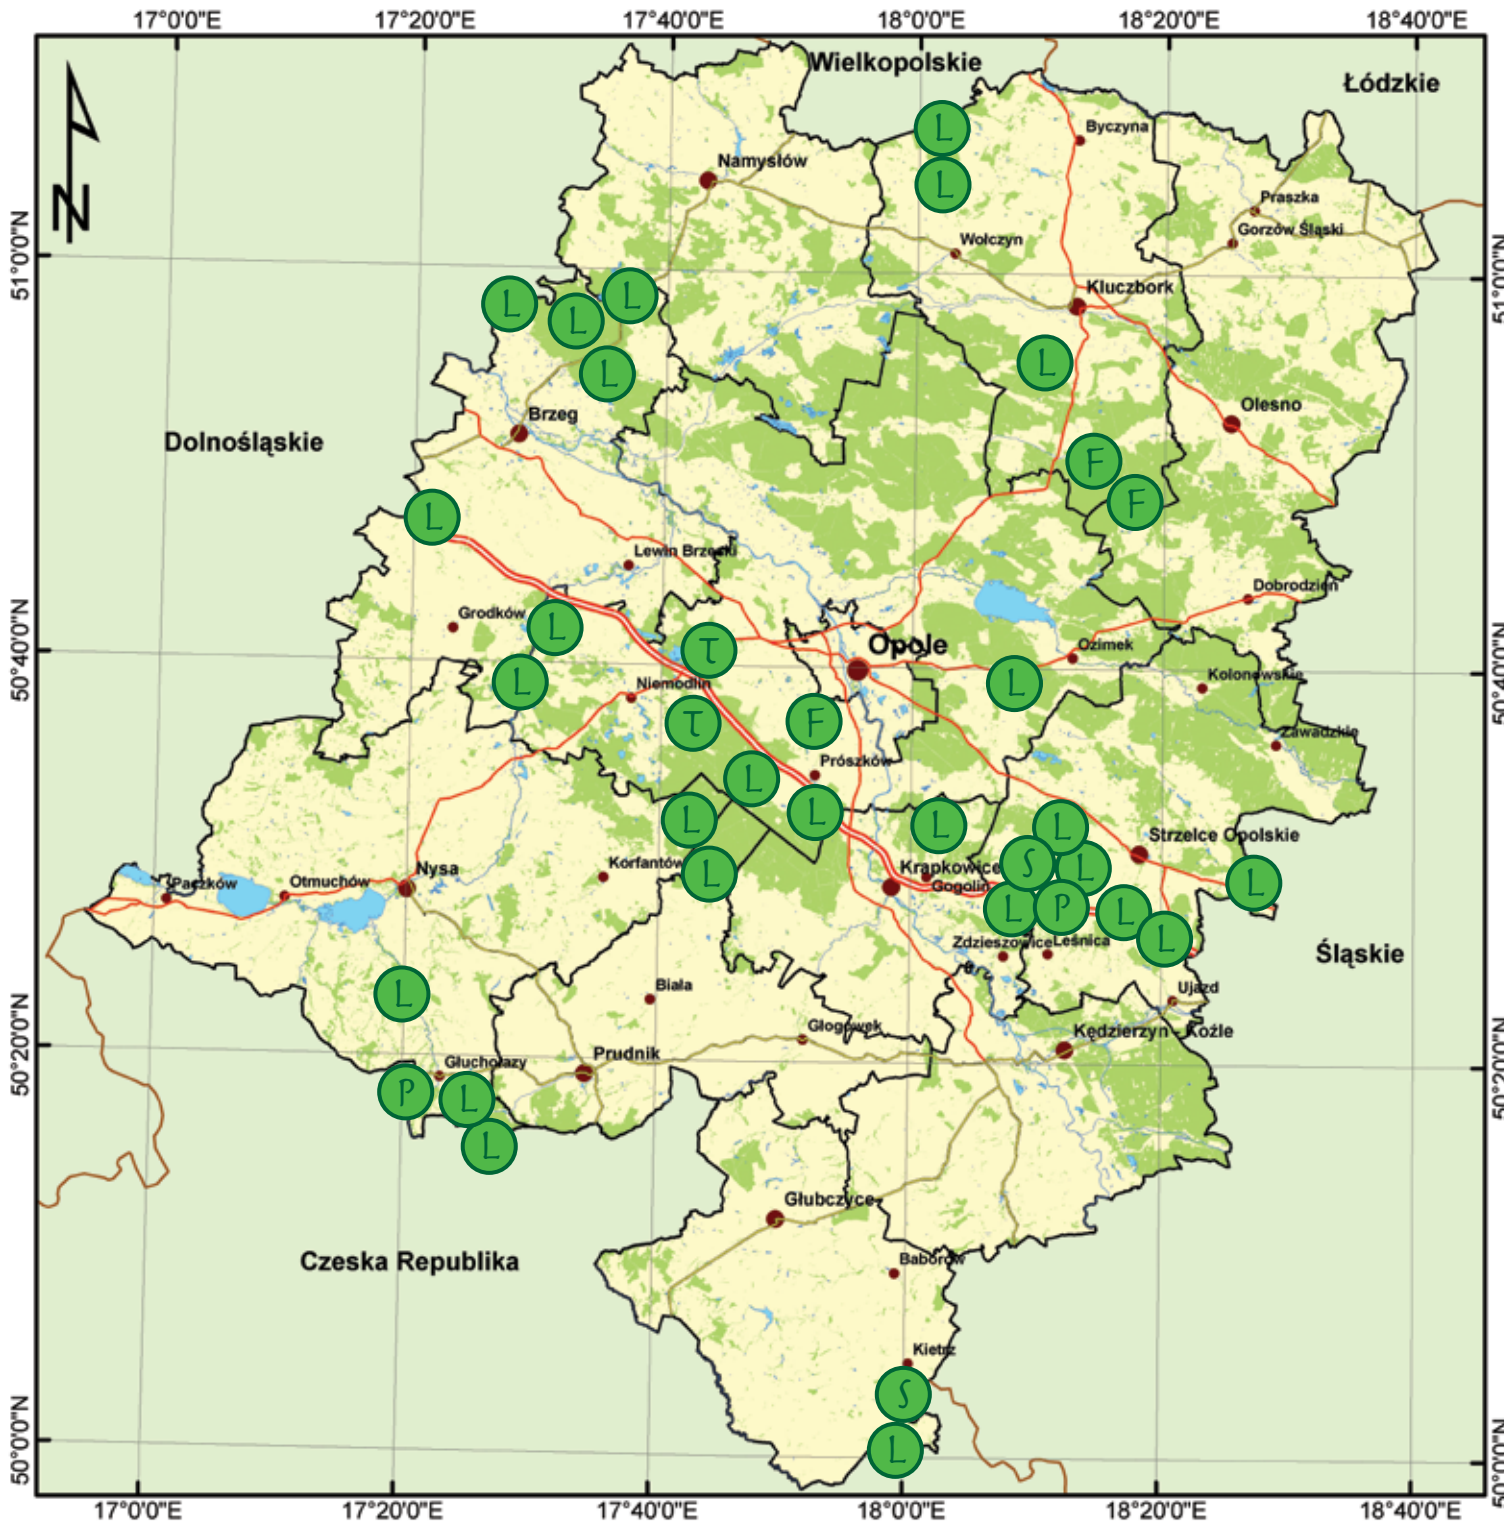 17°0'0"E 17°20'0"E 17°40'0"E 18°0'0"E 18°20'0"E 18°40'0"E
Wielkopolskie
Łódzkie
L
Byczyna
Namysłów
L
Praszka
N
Gorzów Śląski
Wołczyn
51°0'0"N
51°0'0"N
Kluczbork
L
L
L
L
L
Olesno
Brzeg
Dolnośląskie
F
F
L
Lewin Brzeski
Dobrodzień
Grodków
L
Opole
Ozimek
50°40'0"N
50°40'0"N
T
Kolonowskie
L
Niemodlin
L
T
F
Zawadzkie
Prószków
L
L
L
L
L
Strzelce Opolskie
S
L
Krapkowice
Korfantów
L
Nysa
Paczków
Otmuchów
Gogolin
L
L
P
L
L
Zdzieszowice
Leśnica
Śląskie
Biała
Ujazd
L
Głogówek
Kędzierzyn - Koźle
50°20'0"N
50°20'0"N
Prudnik
Głuchołazy
P
L
L
Głubczyce
Czeska Republika
Baborów
Kietrz
S
L
50°0'0"N
50°0'0"N
17°0'0"E 17°20'0"E 17°40'0"E 18°0'0"E 18°20'0"E 18°40'0"E